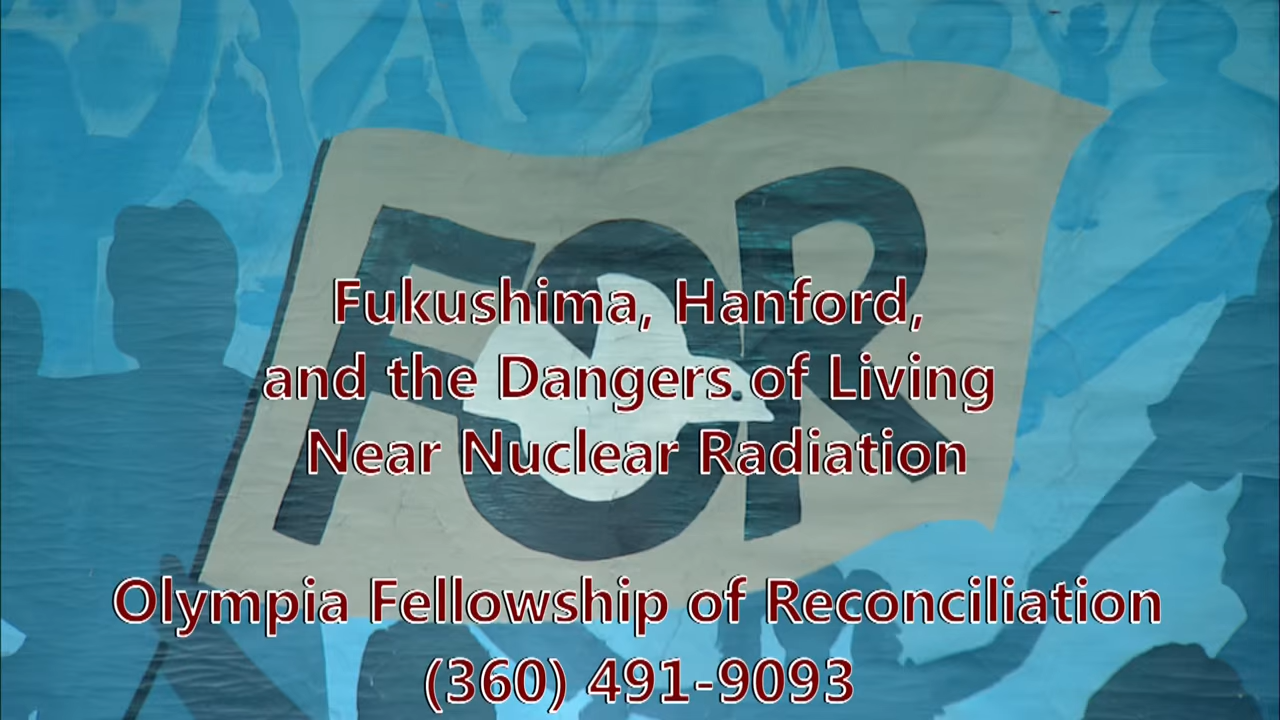 FOR
Fukushima, Hanford,
and the Dangers of Living
Near Nuclear Radiation
Olympia Fellowship of Reconciliation
(360) 491-9093